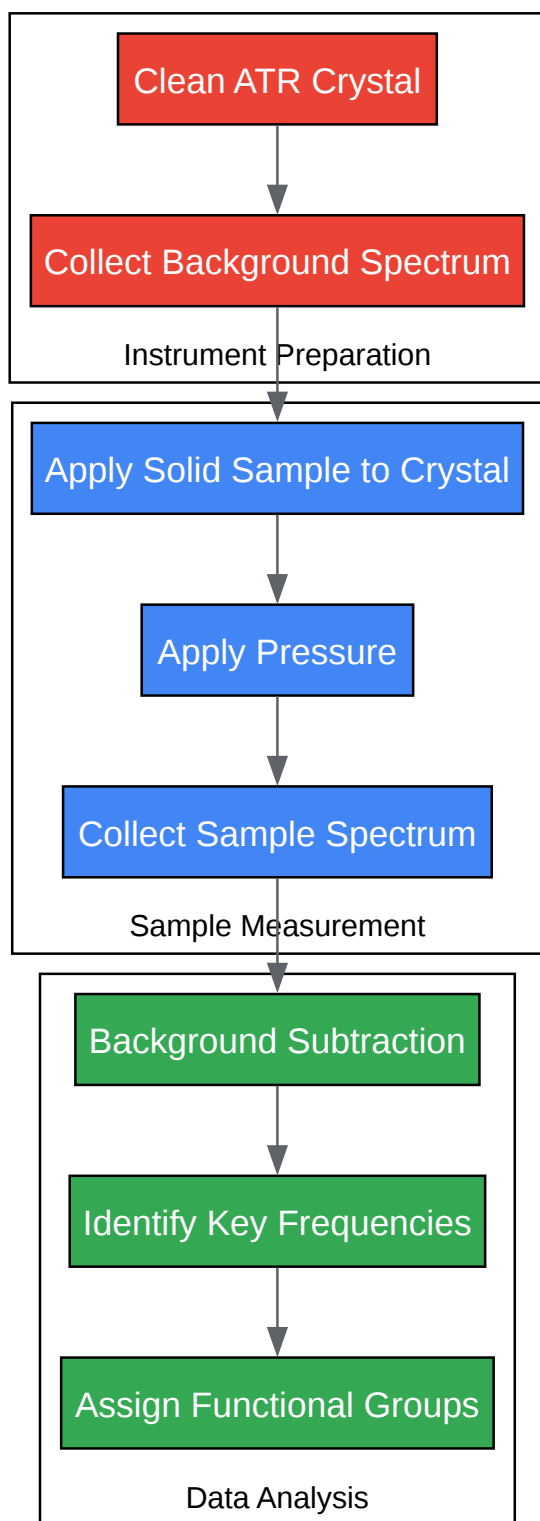 Clean ATR Crystal
Collect Background Spectrum
Instrument Preparation
Apply Solid Sample to Crystal
Apply Pressure
Collect Sample Spectrum
Sample Measurement
Background Subtraction
Identify Key Frequencies
Assign Functional Groups
Data Analysis